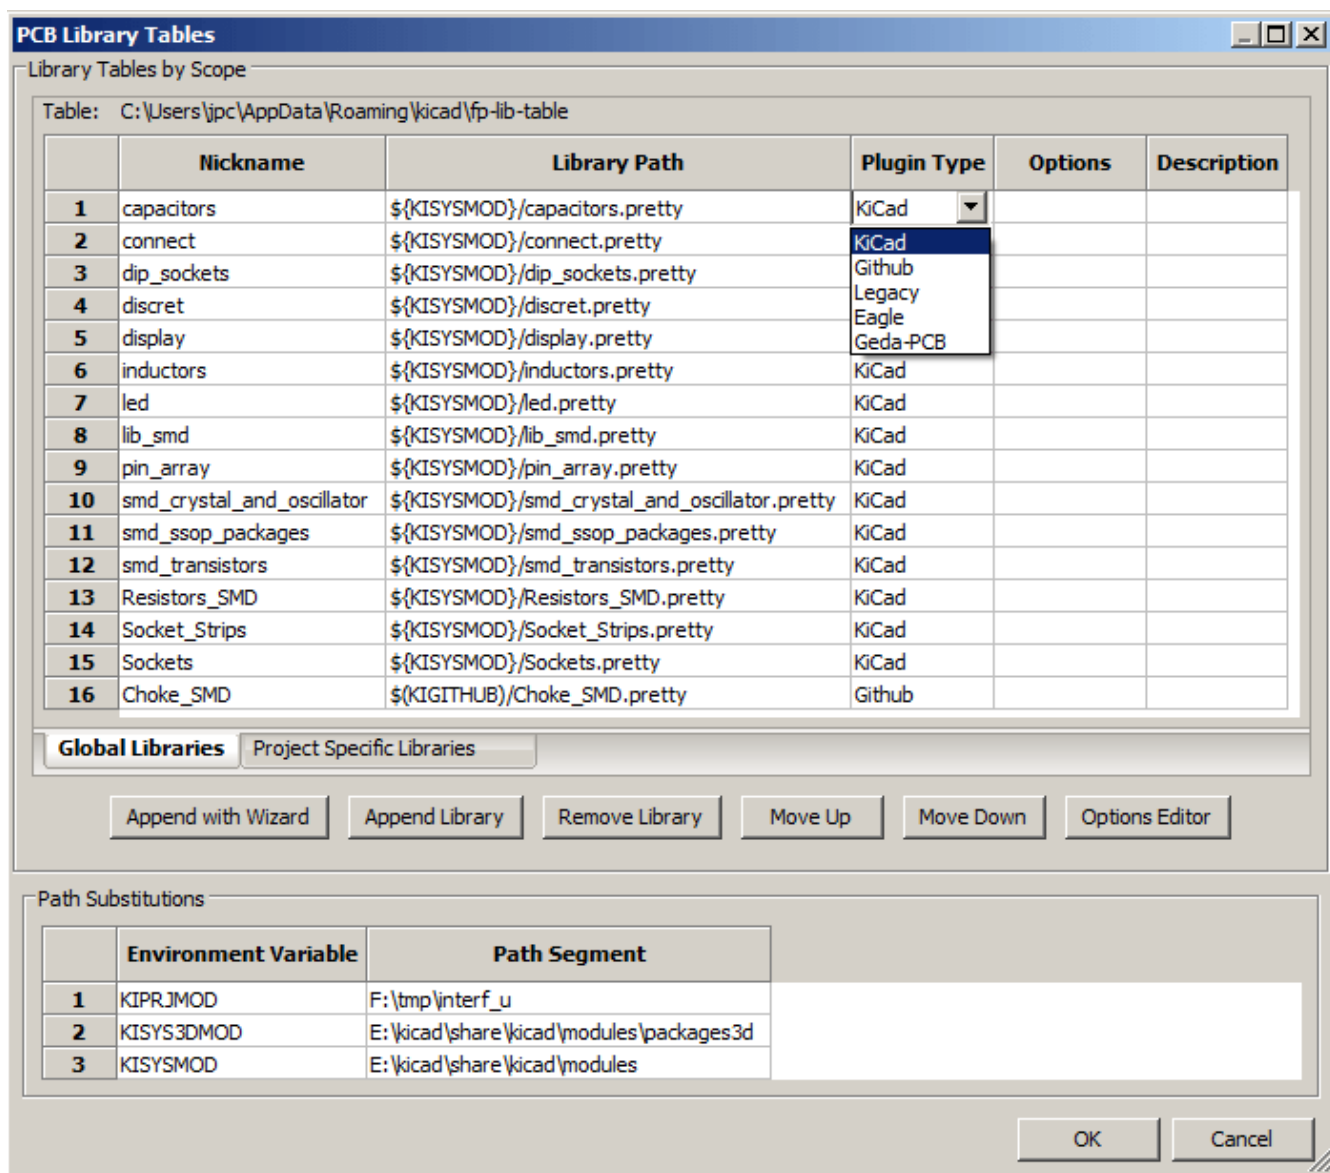 PCB Library Tables
Library Tables by Scope
Table: C:\Users\jpc\AppData\Roaming\kicad\fp-lib-table
Nickname Library Path Plugin Type Options Description
1 capacitors ${KISYSMOD}/capacitors.pretty KiCad
2 connect ${KISYSMOD}/connect.pretty KiCad
3 dip_sockets ${KISYSMOD}/dip_sockets.pretty Github
4 discret ${KISYSMOD}/discret.pretty Legacy
Eagle
5 display ${KISYSMOD}/display.pretty Geda-PCB
6 inductors ${KISYSMOD}/inductors.pretty KiCad
7 led ${KISYSMOD}/led.pretty KiCad
8 lib_smd ${KISYSMOD}/lib_smd.pretty KiCad
9 pin_array ${KISYSMOD}/pin_array.pretty KiCad
10 smd_crystal_and_oscillator ${KISYSMOD}/smd_crystal_and_oscillator.pretty KiCad
11 smd_ssop_packages ${KISYSMOD}/smd_ssop_packages.pretty KiCad
12 smd_transistors ${KISYSMOD}/smd_transistors.pretty KiCad
13 Resistors_SMD ${KISYSMOD}/Resistors_SMD.pretty KiCad
14 Socket_Strips ${KISYSMOD}/Socket_Strips.pretty KiCad
15 Sockets ${KISYSMOD}/Sockets.pretty KiCad
16 Choke_SMD $(KIGITHUB)/Choke_SMD.pretty Github
Global Libraries Project Specific Libraries
Append with Wizard Append Library Remove Library Move Up Move Down Options Editor
Path Substitutions
Environment Variable Path Segment
1 KIPRJMOD F:\tmp\interf_u
2 KISYS3DMOD E:\kicad\share\kicad\modules\packages3d
3 KISYSMOD E:\kicad\share\kicad\modules
OK Cancel